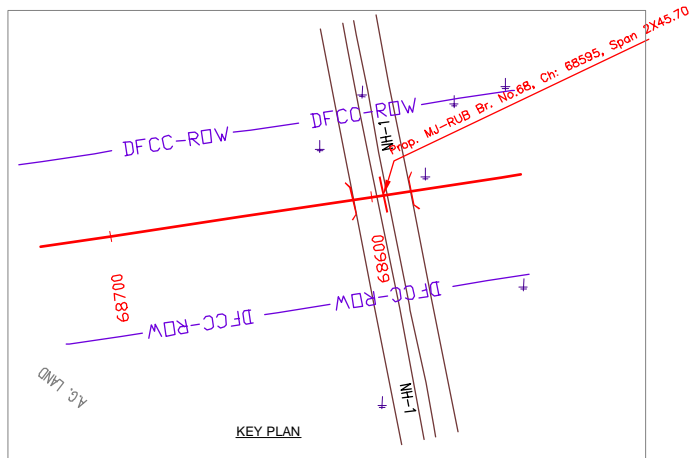 Prop. MJ-RUB Br. No.68, Ch: 68595, Span 2X45.70
DFCC-ROW
DFCC-ROW
NH-1
68600
68700
DFCC-ROW
DFCC-ROW
A.G. LAND
NH-1
KEY PLAN